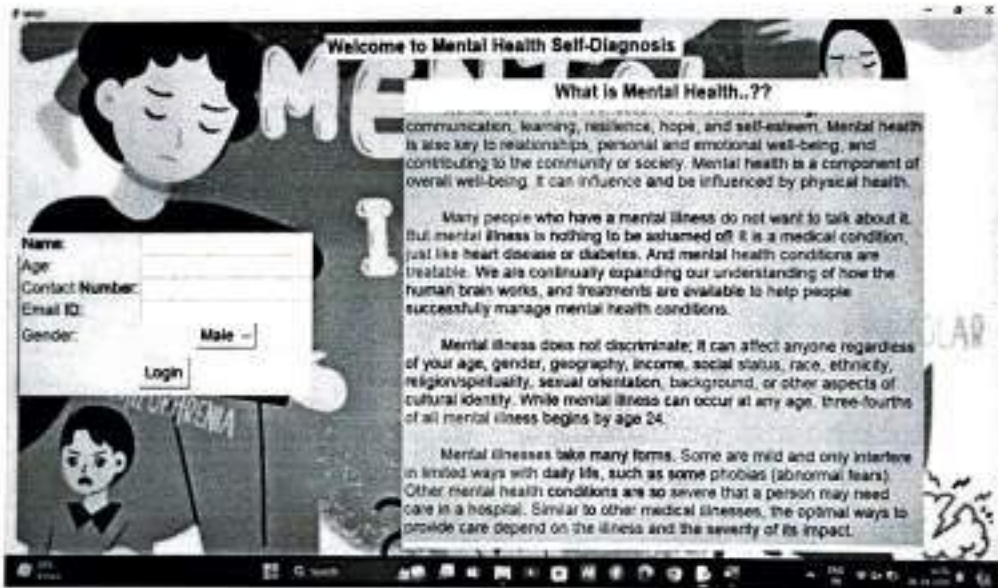 Welcome to Mental Health Self-Diagnosis
MENTAL
What is Mental Health..??
communication, learning, resilience, hope, and self-esteem. Mental health
is also key to relationships, personal and emotional well-being, and
contributing to the community or society. Mental health is a component of
overall well-being. It can influence and be influenced by physical health.
Many people who have a mental illness do not want to talk about it.
But mental illness is nothing to be ashamed of! It is a medical condition,
just like heart disease or diabetes. And mental health conditions are
treatable. We are continually expanding our understanding of how the
human brain works, and treatments are available to help people
successfully manage mental health conditions.
Mental illness does not discriminate; it can affect anyone regardless
of your age, gender, geography, income, social status, race, ethnicity,
religion/spirituality, sexual orientation, background, or other aspects of
cultural identity. While mental illness can occur at any age, three-fourths
of all mental illness begins by age 24.
Mental illnesses take many forms. Some are mild and only interfere
in limited ways with daily life, such as some phobias (abnormal fears).
Other mental health conditions are so severe that a person may need
care in a hospital. Similar to other medical illnesses, the optimal ways to
provide care depend on the illness and the severity of its impact.
Name:
Age:
Contact Number:
Email ID:
Gender:
Male
Login
Search